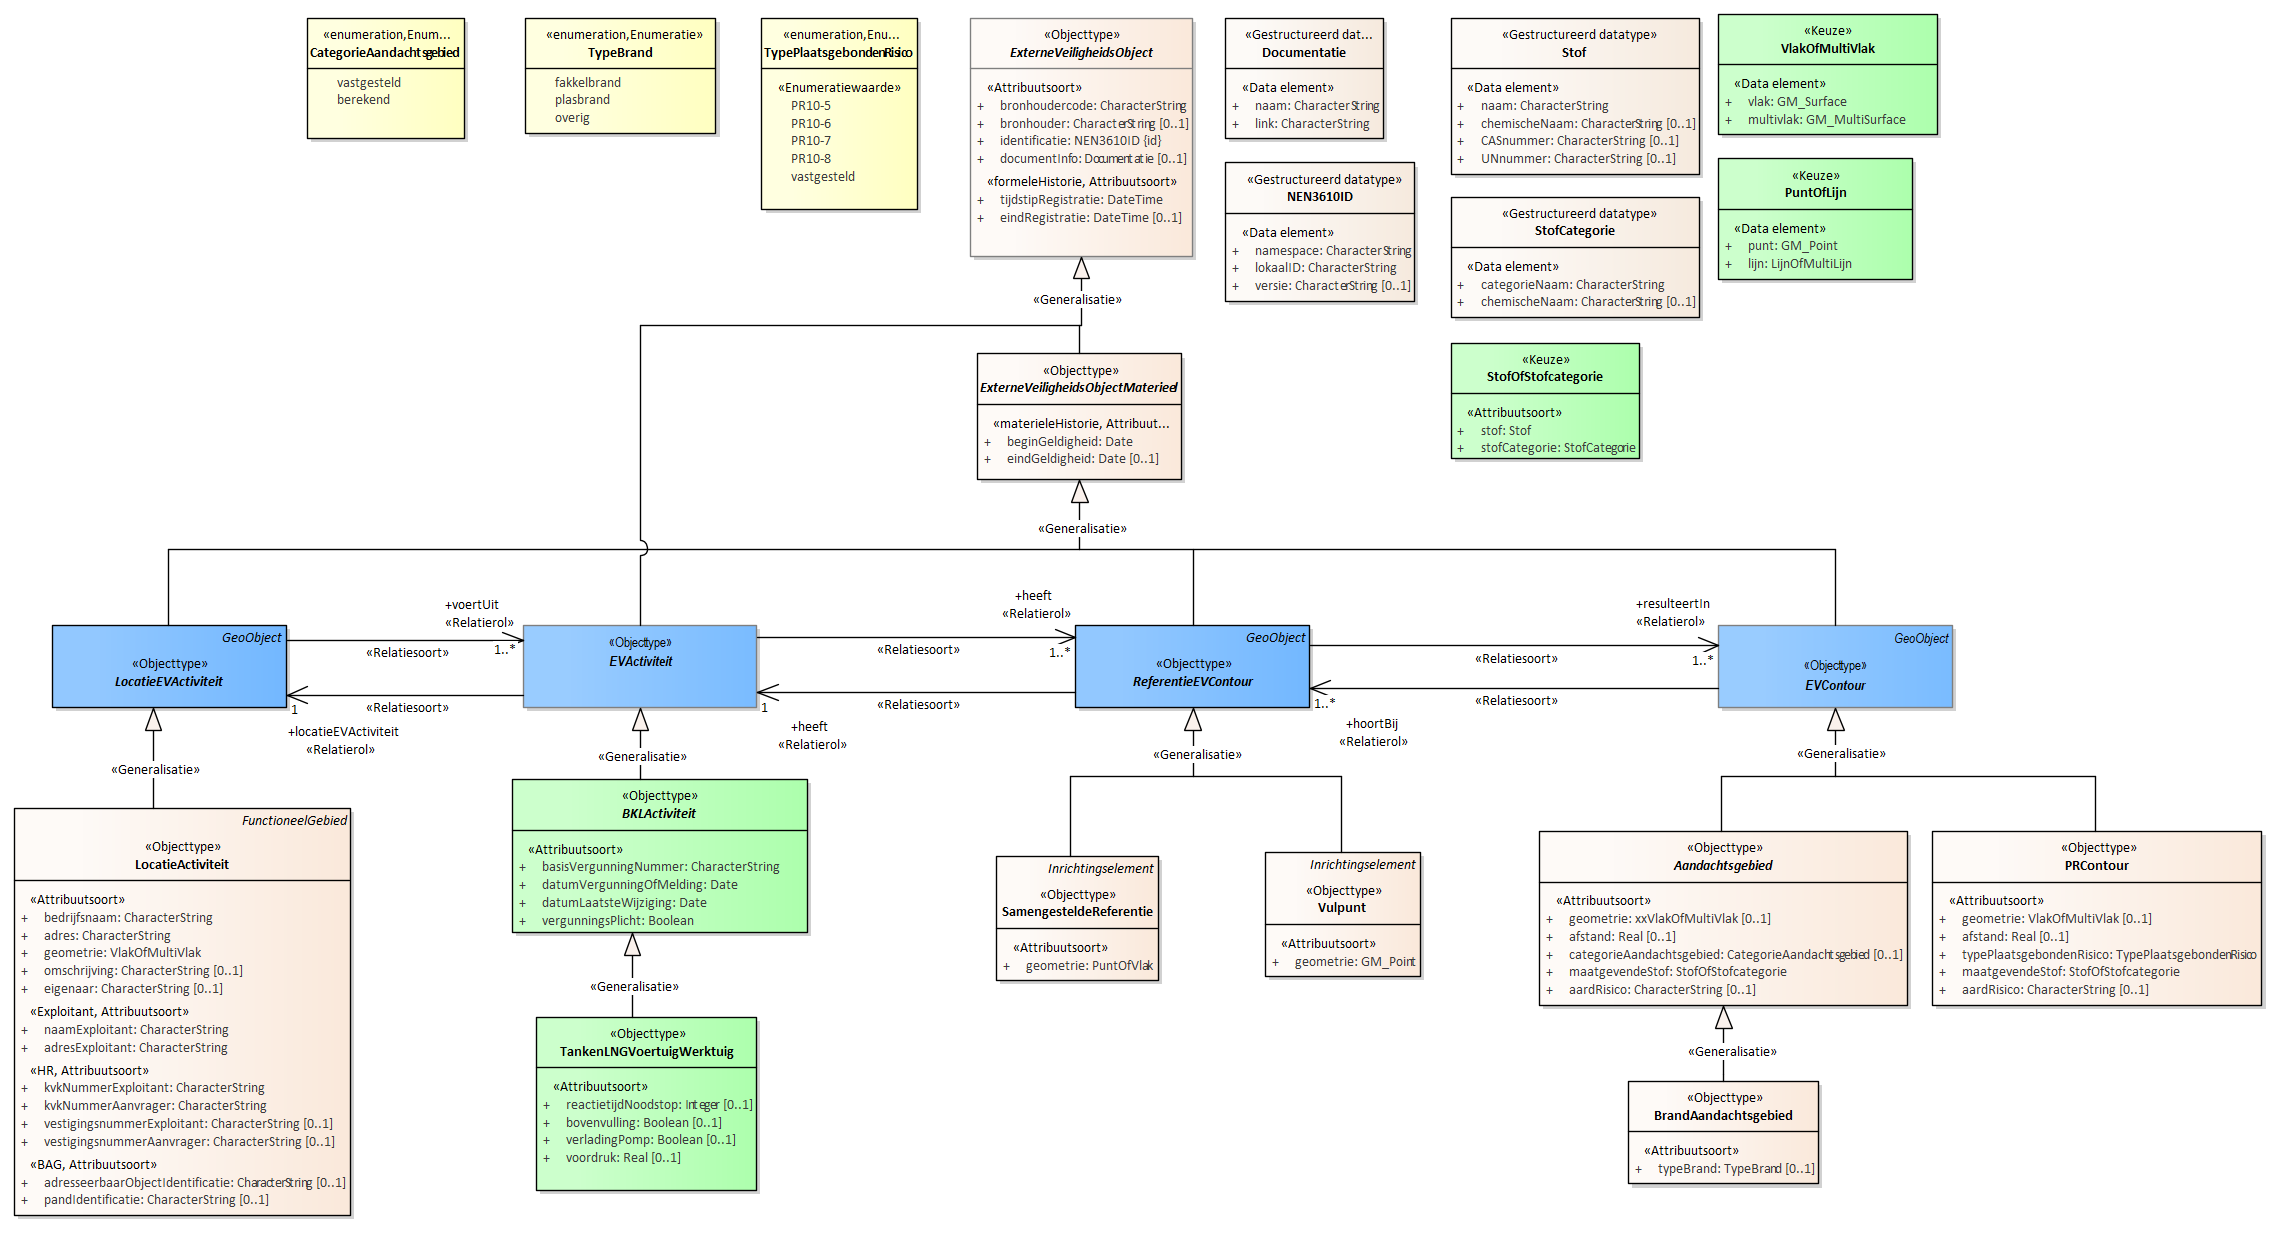 «enumeration,Enum...
CategorieAandachtsgebied
vastgesteld
berekend
«enumeration,Enumeratie»
TypeBrand
fakkelbrand
plasbrand
overig
«enumeration,Enu...
TypePlaatsgebondenRisico
«Enumeratiewaarde»
PR10-5
PR10-6
PR10-7
PR10-8
vastgesteld
«Objecttype»
ExterneVeiligheidsObject
«Attribuutsoort»
+ bronhoudercode: CharacterString
+ bronhouder: CharacterString [0..1]
+ identificatie: NEN3610ID {id}
+ documentInfo: Documentatie [0..1]
«formeleHistorie, Attribuutsoort»
+ tijdstipRegistratie: DateTime
+ eindRegistratie: DateTime [0..1]
«Gestructureerd dat...
Documentatie
«Data element»
+ naam: CharacterString
+ link: CharacterString
«Gestructureerd datatype»
NEN3610ID
«Data element»
+ namespace: CharacterString
+ lokaalID: CharacterString
+ versie: CharacterString [0..1]
«Gestructureerd datatype»
Stof
«Data element»
+ naam: CharacterString
+ chemischeNaam: CharacterString [0..1]
+ CASnummer: CharacterString [0..1]
+ UNnummer: CharacterString [0..1]
«Gestructureerd datatype»
StofCategorie
«Data element»
+ categorieNaam: CharacterString
+ chemischeNaam: CharacterString [0..1]
«Keuze»
StofOfStofcategorie
«Attribuutsoort»
+ stof: Stof
+ stofCategorie: StofCategorie
«Keuze»
VlakOfMultiVlak
«Data element»
+ vlak: GM_Surface
+ multivlak: GM_MultiSurface
«Keuze»
PuntOfLijn
«Data element»
+ punt: GM_Point
+ lijn: LijnOfMultiLijn
«Generalisatie»
«Objecttype»
ExterneVeiligheidsObjectMaterieel
«materieleHistorie, Attribuut...
+ beginGeldigheid: Date
+ eindGeldigheid: Date [0..1]
«Generalisatie»
GeoObject
«Objecttype»
LocatieEVActiviteit
+voertUit
«Relatierol»
1..*
«Relatiesoort»
«Relatiesoort»
1
+locatieEVActiviteit
«Relatierol»
«Objecttype»
EVActiviteit
+heeft
«Relatierol»
1..*
«Relatiesoort»
«Relatiesoort»
1
+heeft
«Relatierol»
GeoObject
«Objecttype»
ReferentieEVContour
+resulteertIn
«Relatierol»
1..*
«Relatiesoort»
«Relatiesoort»
1..*
+hoortBij
«Relatierol»
GeoObject
«Objecttype»
EVContour
«Generalisatie»
FunctioneelGebied
«Objecttype»
LocatieActiviteit
«Attribuutsoort»
+ bedrijfsnaam: CharacterString
+ adres: CharacterString
+ geometrie: VlakOfMultiVlak
+ omschrijving: CharacterString [0..1]
+ eigenaar: CharacterString [0..1]
«Exploitant, Attribuutsoort»
+ naamExploitant: CharacterString
+ adresExploitant: CharacterString
«HR, Attribuutsoort»
+ kvkNummerExploitant: CharacterString
+ kvkNummerAanvrager: CharacterString
+ vestigingsnummerExploitant: CharacterString [0..1]
+ vestigingsnummerAanvrager: CharacterString [0..1]
«BAG, Attribuutsoort»
+ adresseerbaarObjectIdentificatie: CharacterString [0..1]
+ pandIdentificatie: CharacterString [0..1]
«Generalisatie»
«Objecttype»
BKLActiviteit
«Attribuutsoort»
+ basisVergunningNummer: CharacterString
+ datumVergunningOfMelding: Date
+ datumLaatsteWijziging: Date
+ vergunningsPlicht: Boolean
«Generalisatie»
«Objecttype»
TankenLNGVoertuigWerktuig
«Attribuutsoort»
+ reactietijdNoodstop: Integer [0..1]
+ bovenvulling: Boolean [0..1]
+ verladingPomp: Boolean [0..1]
+ voordruk: Real [0..1]
«Generalisatie»
Inrichtingselement
«Objecttype»
SamengesteldeReferentie
«Attribuutsoort»
+ geometrie: PuntOfVlak
Inrichtingselement
«Objecttype»
Vulpunt
«Attribuutsoort»
+ geometrie: GM_Point
«Generalisatie»
«Objecttype»
Aandachtsgebied
«Attribuutsoort»
+ geometrie: xxVlakOfMultiVlak [0..1]
+ afstand: Real [0..1]
+ categorieAandachtsgebied: CategorieAandachtsgebied [0..1]
+ maatgevendeStof: StofOfStofcategorie
+ aardRisico: CharacterString [0..1]
«Objecttype»
PRContour
«Attribuutsoort»
+ geometrie: VlakOfMultiVlak [0..1]
+ afstand: Real [0..1]
+ typePlaatsgebondenRisico: TypePlaatsgebondenRisico
+ maatgevendeStof: StofOfStofcategorie
+ aardRisico: CharacterString [0..1]
«Generalisatie»
«Objecttype»
BrandAandachtsgebied
«Attribuutsoort»
+ typeBrand: TypeBrand [0..1]